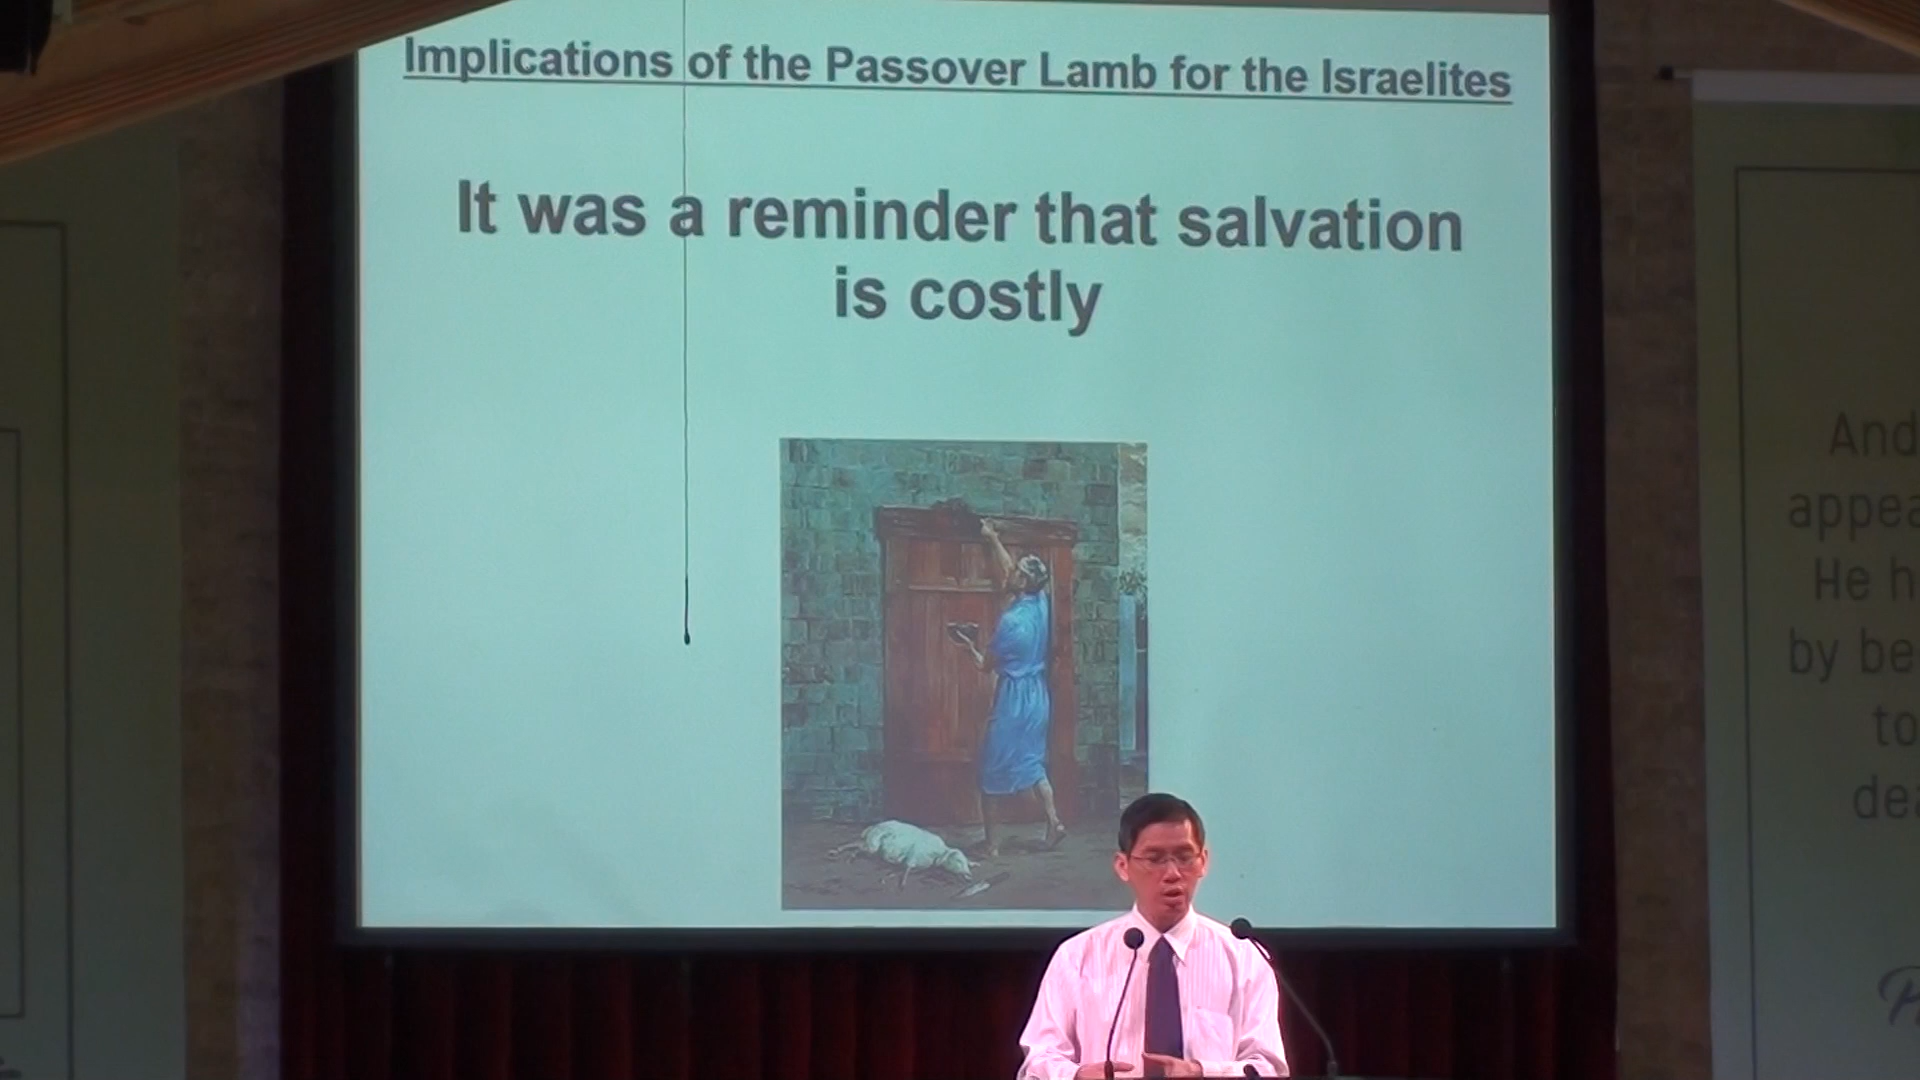 Implications of the Passover Lamb for the Israelites
It was a reminder that salvation
is costly
And
appea
He h
by be
to
dea